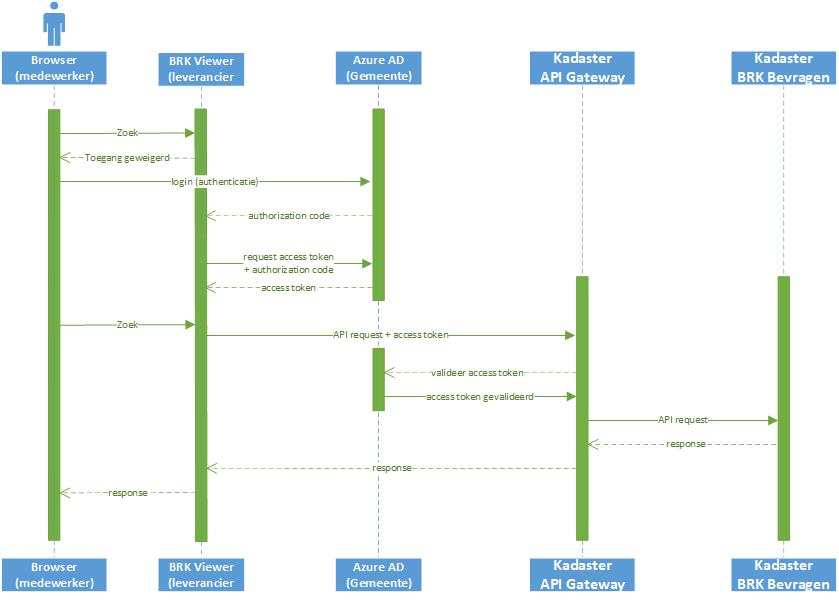 Browser
(medewerker)
BRK Viewer
(leverancier
Azure AD
(Gemeente)
Kadaster
API Gateway
Kadaster
BRK Bevragen
Zoek
Toegang geweigerd
login (authenticatie)
authorization code
request access token
+ authorization code
access token
Zoek
API request + access token
valideer access token
access token gevalideerd
API request
response
response
response
Browser
(medewerker)
BRK Viewer
(leverancier
Azure AD
(Gemeente)
Kadaster
API Gateway
Kadaster
BRK Bevragen